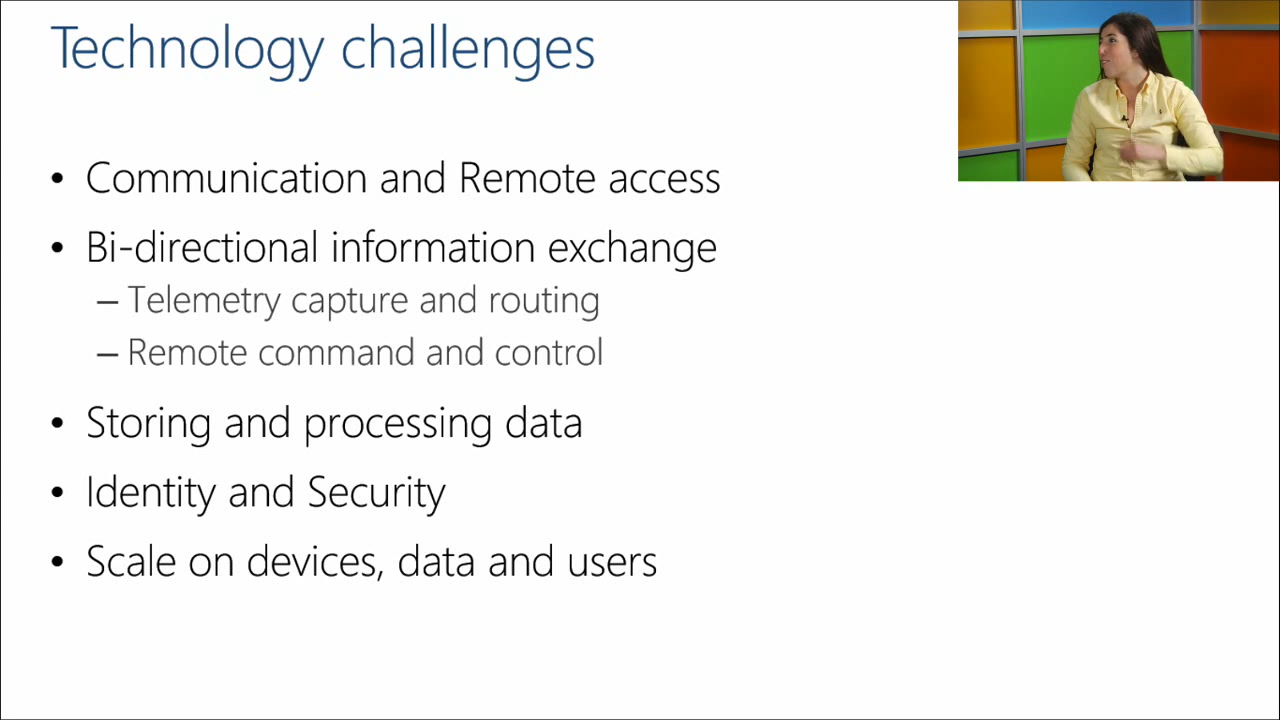 Technology challenges
• Communication and Remote access
• Bi-directional information exchange
– Telemetry capture and routing
– Remote command and control
• Storing and processing data
• Identity and Security
• Scale on devices, data and users